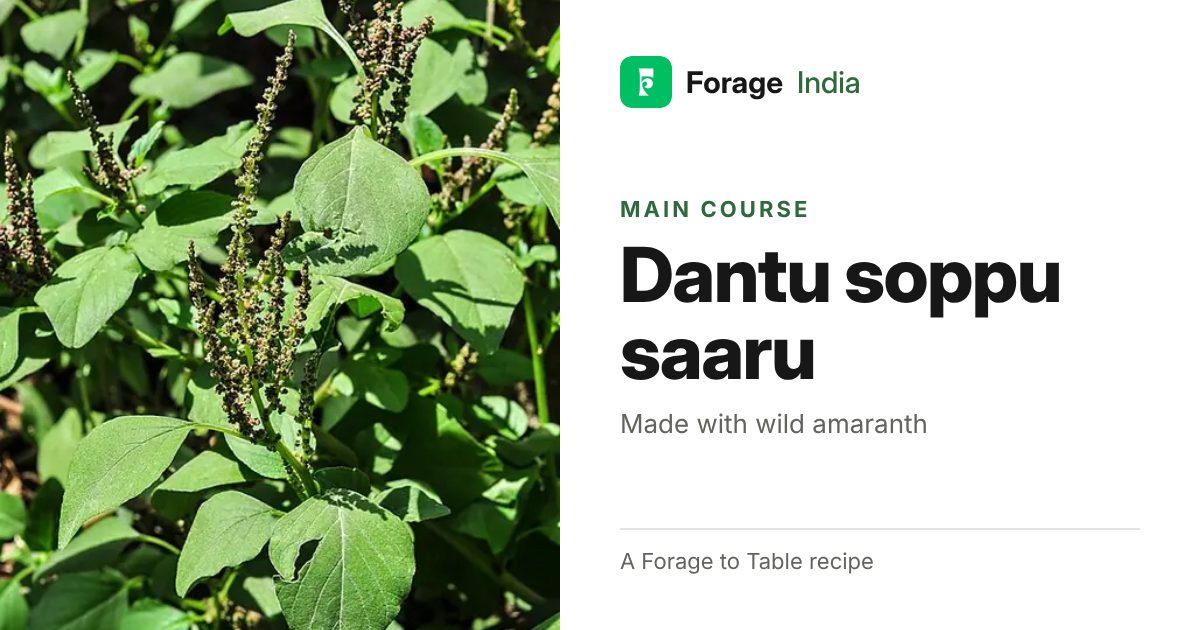 Forage India
MAIN COURSE
Dantu soppu
saaru
Made with wild amaranth
A Forage to Table recipe